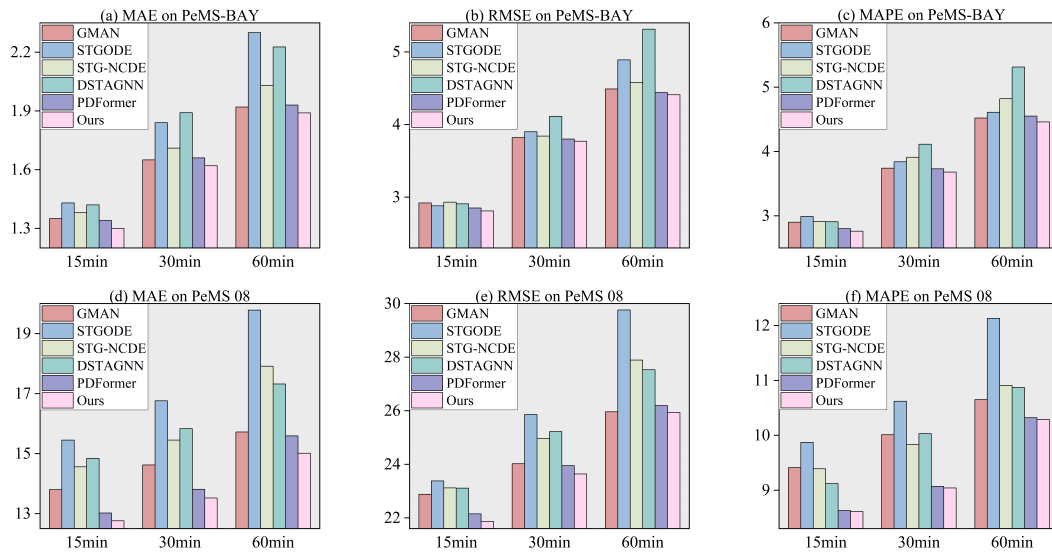 (a) MAE on PeMS-BAY
2.2
1.9
1.6
1.3
GMAN
STGODE
STG-NCDE
DSTAGNN
PDFormer
Ours
15min 30min 60min
(b) RMSE on PeMS-BAY
5
4
3
GMAN
STGODE
STG-NCDE
DSTAGNN
PDFormer
Ours
15min 30min 60min
(c) MAPE on PeMS-BAY
6
5
4
3
GMAN
STGODE
STG-NCDE
DSTAGNN
PDFormer
Ours
15min 30min 60min
(d) MAE on PeMS 08
19
17
15
13
GMAN
STGODE
STG-NCDE
DSTAGNN
PDFormer
Ours
15min 30min 60min
(e) RMSE on PeMS 08
30
28
26
24
22
GMAN
STGODE
STG-NCDE
DSTAGNN
PDFormer
Ours
15min 30min 60min
(f) MAPE on PeMS 08
12
11
10
9
GMAN
STGODE
STG-NCDE
DSTAGNN
PDFormer
Ours
15min 30min 60min